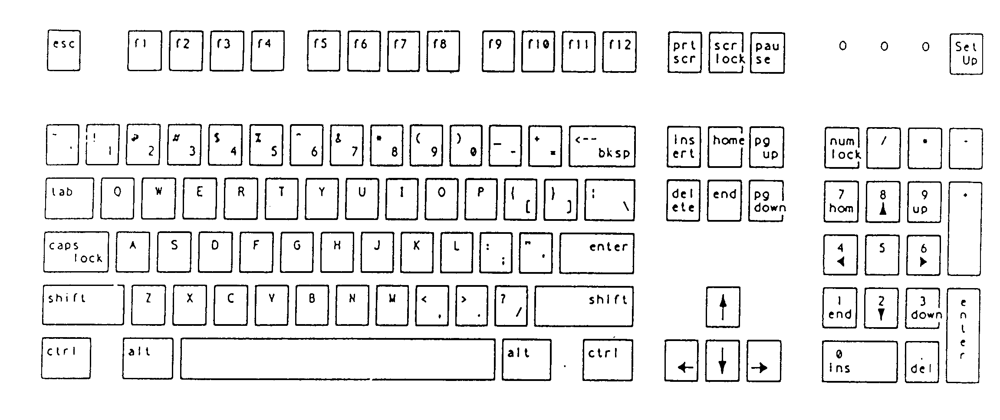 esc f1 f2 f3 f4 f5 f6 f7 f8 f9 f10 f11 f12 prt scr pau Set
scr lock se Up
~ ! @ # $ % ^ & * ( ) _ + <-- Ins home pg num / * -
1 2 3 4 5 6 7 8 9 0 - = bksp ert up lock
tab Q W E R T Y U I O P { } ¦ del end pg 7 8 9 +
[ ] \ ete down hom ▲ up
caps A S D F G H J K L : " enter 4 5 6
lock ; ' ◀ ▶
shift Z X C V B N M < > ? shift ↑ 1 2 3 enter
, . / end ▼ down
ctrl alt alt ctrl ← ↓ → 0 .
Ins del